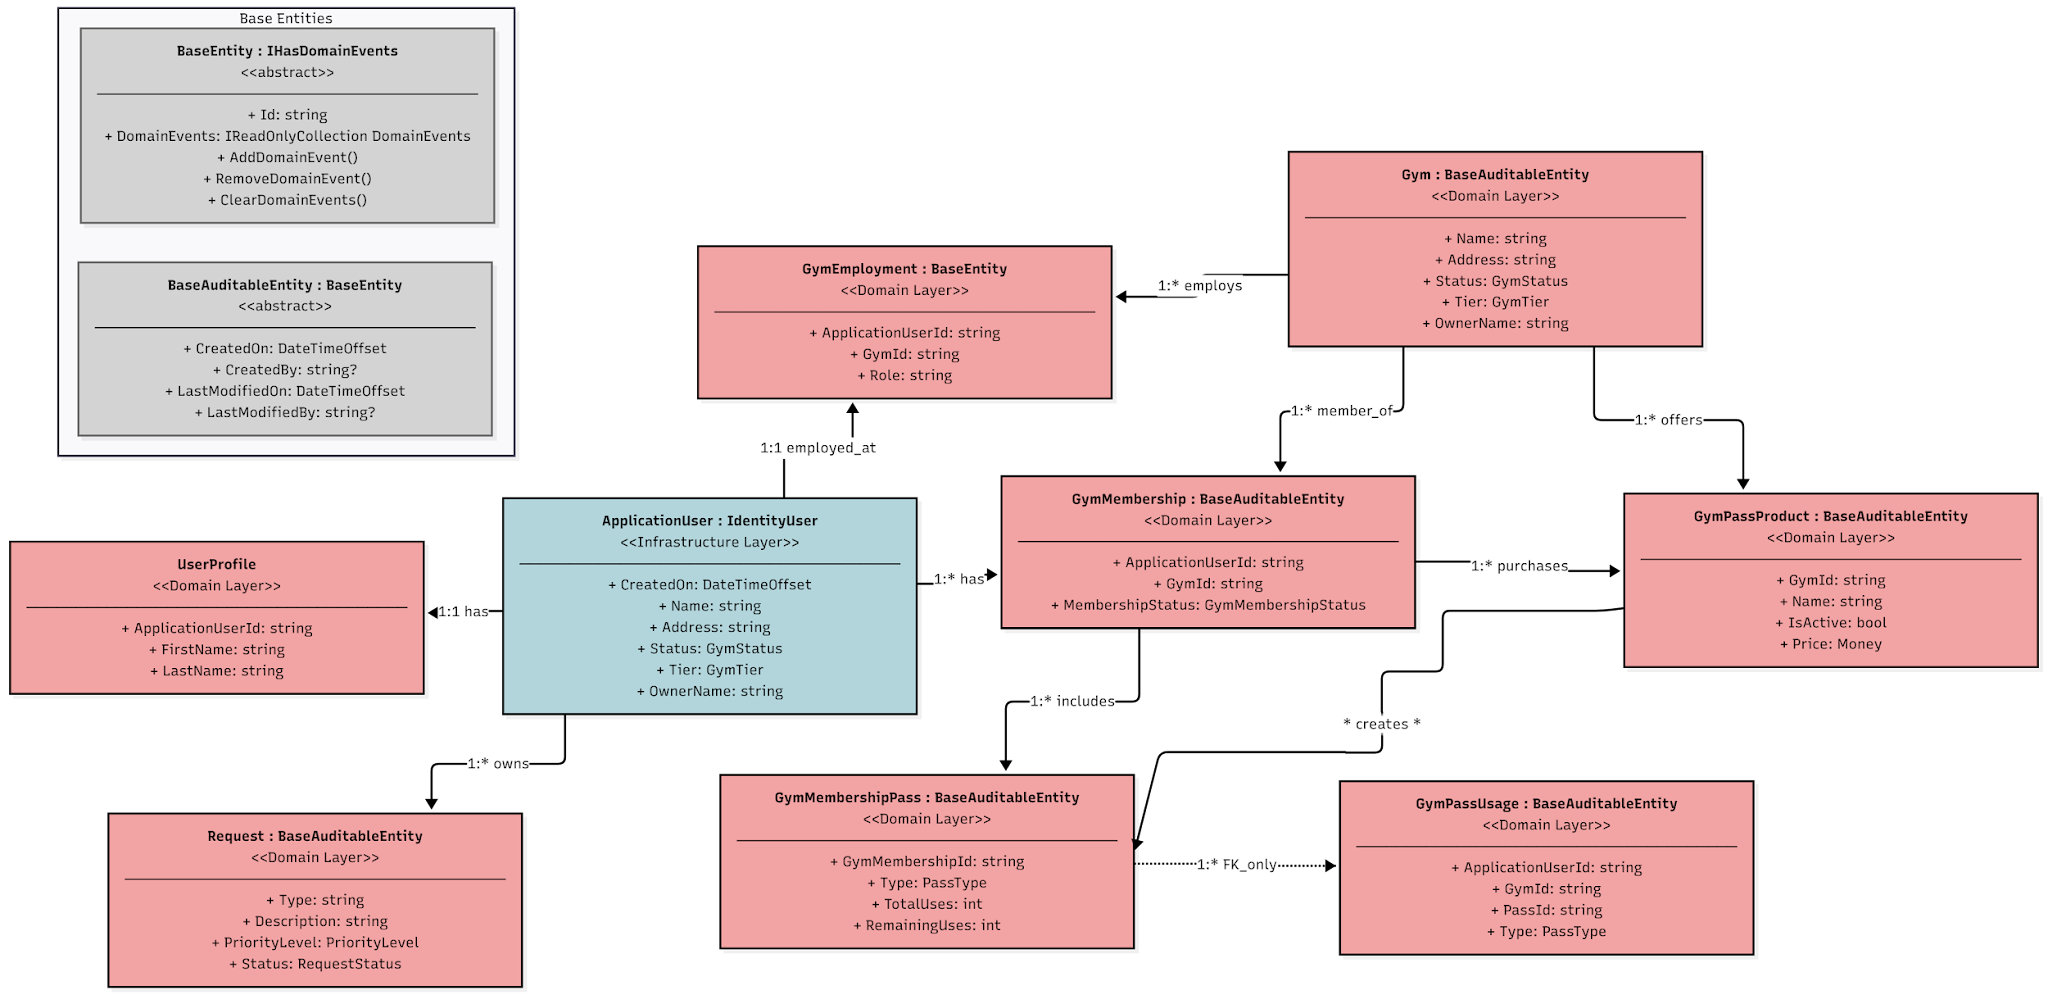 Base Entities
BaseEntity : IHasDomainEvents
<<abstract>>
+ Id: string
+ DomainEvents: IReadOnlyCollection DomainEvents
+ AddDomainEvent()
+ RemoveDomainEvent()
+ ClearDomainEvents()
BaseAuditableEntity : BaseEntity
<<abstract>>
+ CreatedOn: DateTimeOffset
+ CreatedBy: string?
+ LastModifiedOn: DateTimeOffset
+ LastModifiedBy: string?
Gym : BaseAuditableEntity
<<Domain Layer>>
+ Name: string
+ Address: string
+ Status: GymStatus
+ Tier: GymTier
+ OwnerName: string
GymEmployment : BaseEntity
<<Domain Layer>>
+ ApplicationUserId: string
+ GymId: string
+ Role: string
1:* employs
1:* member_of
1:* offers
1:1 employed_at
ApplicationUser : IdentityUser
<<Infrastructure Layer>>
+ CreatedOn: DateTimeOffset
+ Name: string
+ Address: string
+ Status: GymStatus
+ Tier: GymTier
+ OwnerName: string
GymMembership : BaseAuditableEntity
<<Domain Layer>>
+ ApplicationUserId: string
+ GymId: string
+ MembershipStatus: GymMembershipStatus
GymPassProduct : BaseAuditableEntity
<<Domain Layer>>
+ GymId: string
+ Name: string
+ IsActive: bool
+ Price: Money
UserProfile
<<Domain Layer>>
+ ApplicationUserId: string
+ FirstName: string
+ LastName: string
1:1 has
1:* has
1:* purchases
1:* includes
* creates *
1:* owns
Request : BaseAuditableEntity
<<Domain Layer>>
+ Type: string
+ Description: string
+ PriorityLevel: PriorityLevel
+ Status: RequestStatus
GymMembershipPass : BaseAuditableEntity
<<Domain Layer>>
+ GymMembershipId: string
+ Type: PassType
+ TotalUses: int
+ RemainingUses: int
1:* FK_only
GymPassUsage : BaseAuditableEntity
<<Domain Layer>>
+ ApplicationUserId: string
+ GymId: string
+ PassId: string
+ Type: PassType